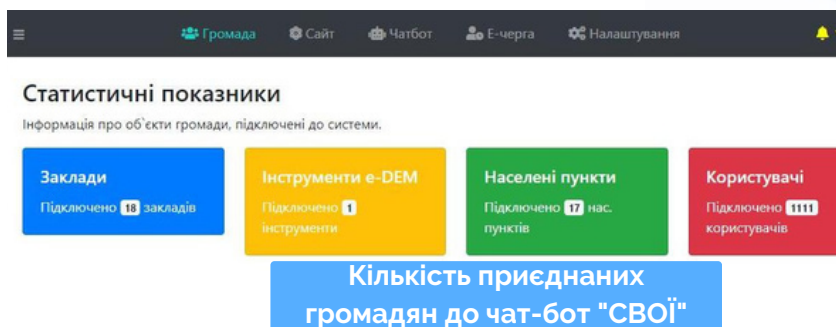 Громада Сайт Чатбот Е-черга Налаштування
Статистичні показники
Інформація про об`єкти громади, підключені до системи.
Заклади
Підключено 18 закладів
Інструменти e-DEM
Підключено 1
інструменти
Населені пункти
Підключено 17 нас.
пунктів
Користувачі
Підключено 1111
користувачів
Кількість приєднаних
громадян до чат-бот "СВОЇ"